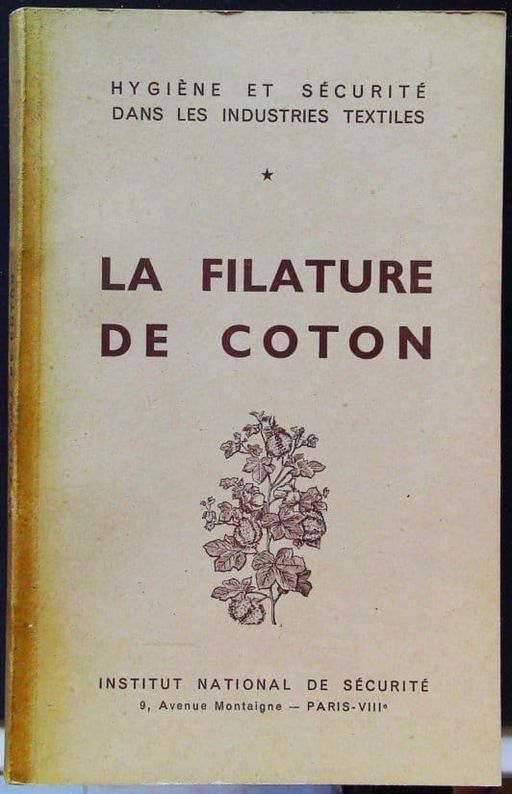 HYGIÈNE ET SÉCURITÉ
DANS LES INDUSTRIES TEXTILES
★
LA FILATURE
DE COTON
INSTITUT NATIONAL DE SÉCURITÉ
9, Avenue Montaigne — PARIS-VIIIᵉ